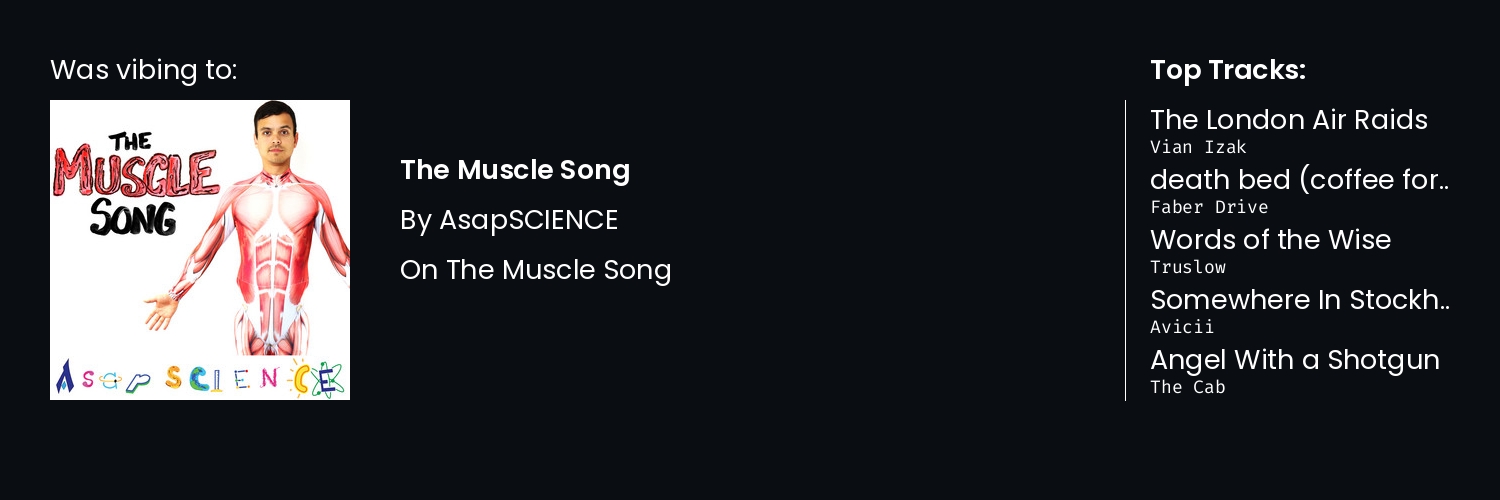 Was vibing to:
THE
MUSCLE
SONG
Asap SCIENCE
The Muscle Song
By AsapSCIENCE
On The Muscle Song
Top Tracks:
The London Air Raids
Vian Izak
death bed (coffee for..
Faber Drive
Words of the Wise
Truslow
Somewhere In Stockh..
Avicii
Angel With a Shotgun
The Cab